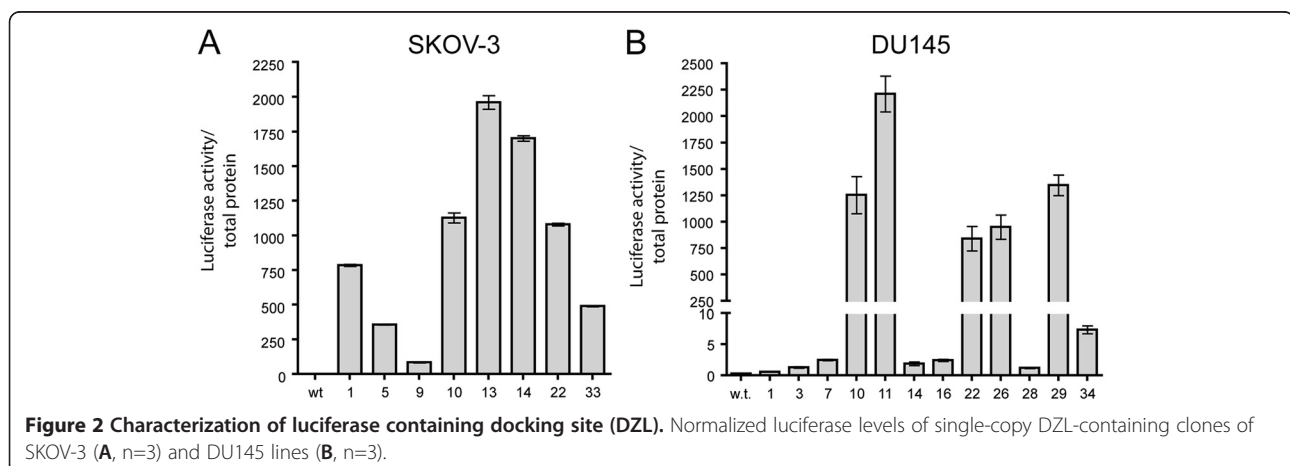 A
SKOV-3
Luciferase activity/
total protein
2250
2000
1750
1500
1250
1000
750
500
250
0
wt 1 5 9 10 13 14 22 33
B
DU145
Luciferase activity/
total protein
2500
2250
2000
1750
1500
1250
1000
750
500
250
10
5
0
w.t. 1 3 7 10 11 14 16 22 26 28 29 34
Figure 2 Characterization of luciferase containing docking site (DZL). Normalized luciferase levels of single-copy DZL-containing clones of
SKOV-3 (A, n=3) and DU145 lines (B, n=3).